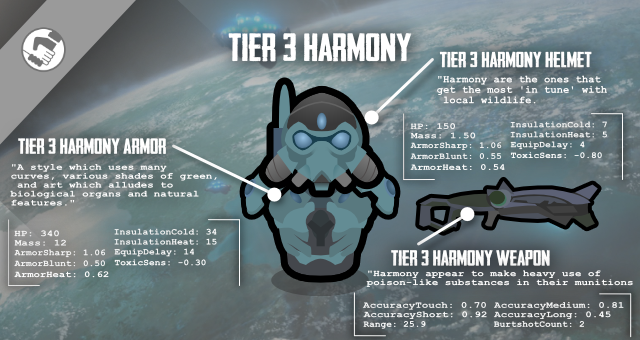 TIER 3 HARMONY
TIER 3 HARMONY HELMET
"Harmony are the ones that
get the most 'in tune' with
local wildlife.
HP: 150
Mass: 1.50
ArmorSharp: 1.06
ArmorBlunt: 0.55
ArmorHeat: 0.54
InsulationCold: 7
InsulationHeat: 5
EquipDelay: 4
ToxicSens: -0.80
TIER 3 HARMONY ARMOR
"A style which uses many
curves, various shades of green,
and art which alludes to
biological organs and natural
features."
HP: 340
Mass: 12
ArmorSharp: 1.06
ArmorBlunt: 0.50
ArmorHeat: 0.62
InsulationCold: 34
InsulationHeat: 15
EquipDelay: 14
ToxicSens: -0.30
TIER 3 HARMONY WEAPON
"Harmony appear to make heavy use of
poison-like substances in their munitions
AccuracyTouch: 0.70
AccuracyShort: 0.92
Range: 25.9
AccuracyMedium: 0.81
AccuracyLong: 0.45
BurtshotCount: 2